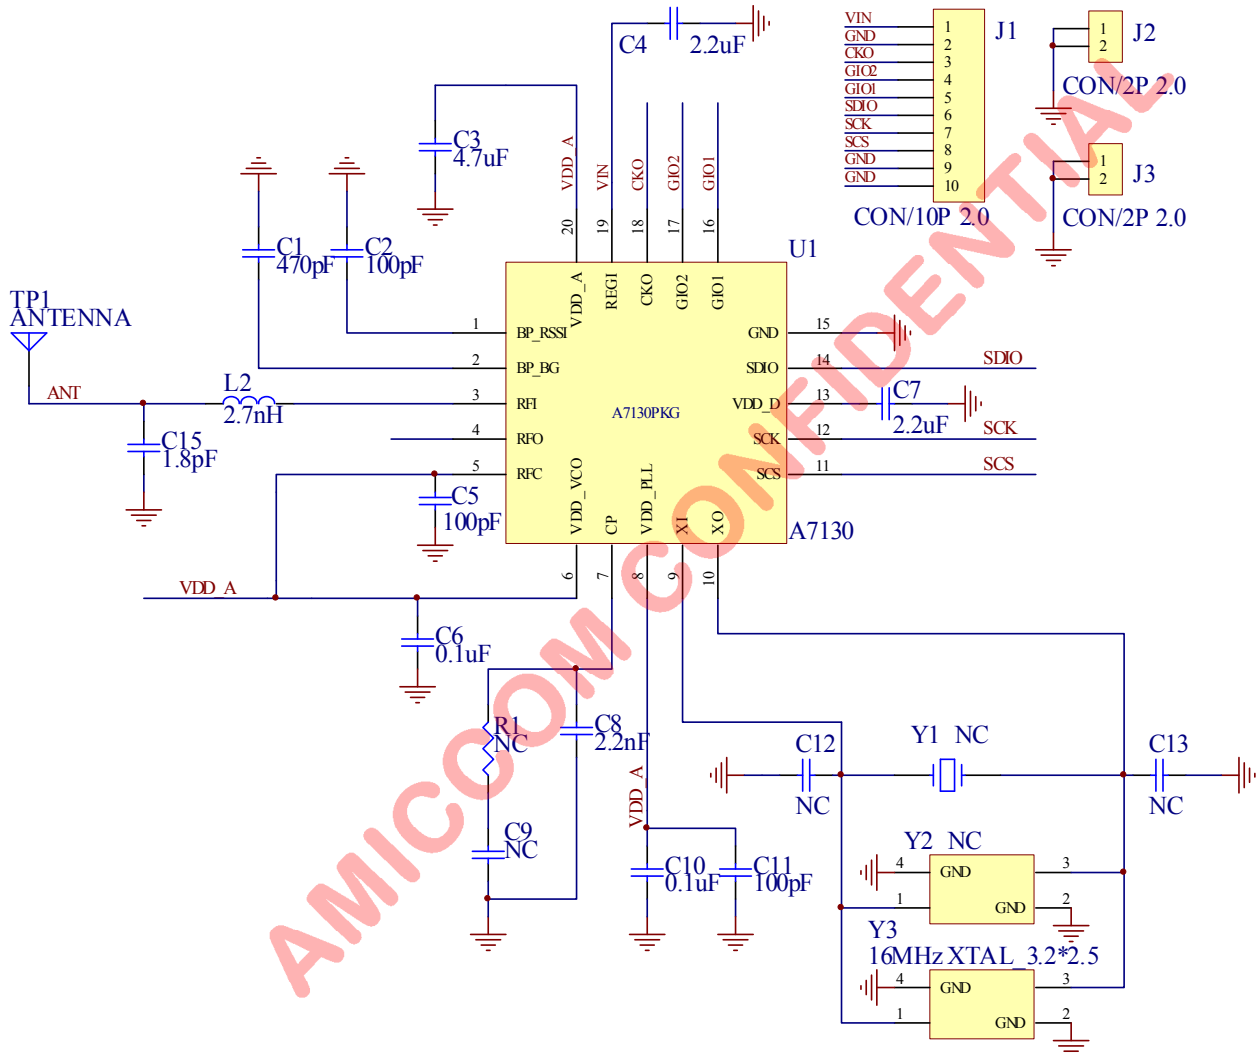 C4
2.2uF
VIN
GND
CKO
GIO2
GIO1
SDIO
SCK
SCS
GND
GND
1
2
3
4
5
6
7
8
9
10
J1
CON/10P 2.0
1
2
J2
CON/2P 2.0
1
2
J3
CON/2P 2.0
C3
4.7uF
VDD_A
VIN
CKO
GIO2
GIO1
20
19
18
17
16
C1
470pF
C2
100pF
U1
VDD_A
REGI
CKO
GIO2
GIO1
TP1
ANTENNA
ANT
L2
2.7nH
C15
1.8pF
1
2
3
4
5
BP_RSSI
BP_BG
RFI
RFO
RFC
A7130PKG
GND
SDIO
VDD_D
SCK
SCS
15
14
13
12
11
SDIO
C7
2.2uF
SCK
SCS
C5
100pF
VDD_VCO
CP
VDD_PLL
XI
XO
A7130
6
7
8
9
10
VDD_A
C6
0.1uF
R1
NC
C8
2.2nF
C9
NC
VDD_A
C10
0.1uF
C11
100pF
C12
NC
Y1 NC
C13
NC
Y2 NC
4
GND
3
1
GND
2
Y3
16MHz XTAL_3.2*2.5
4
GND
3
1
GND
2
AMICCOM CONFIDENTIAL